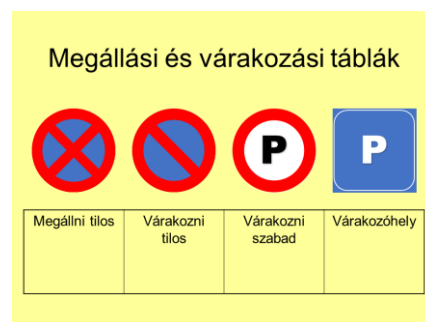 Megállási és várakozási táblák
P
P
Megállni tilos
Várakozni
tilos
Várakozni
szabad
Várakozóhely